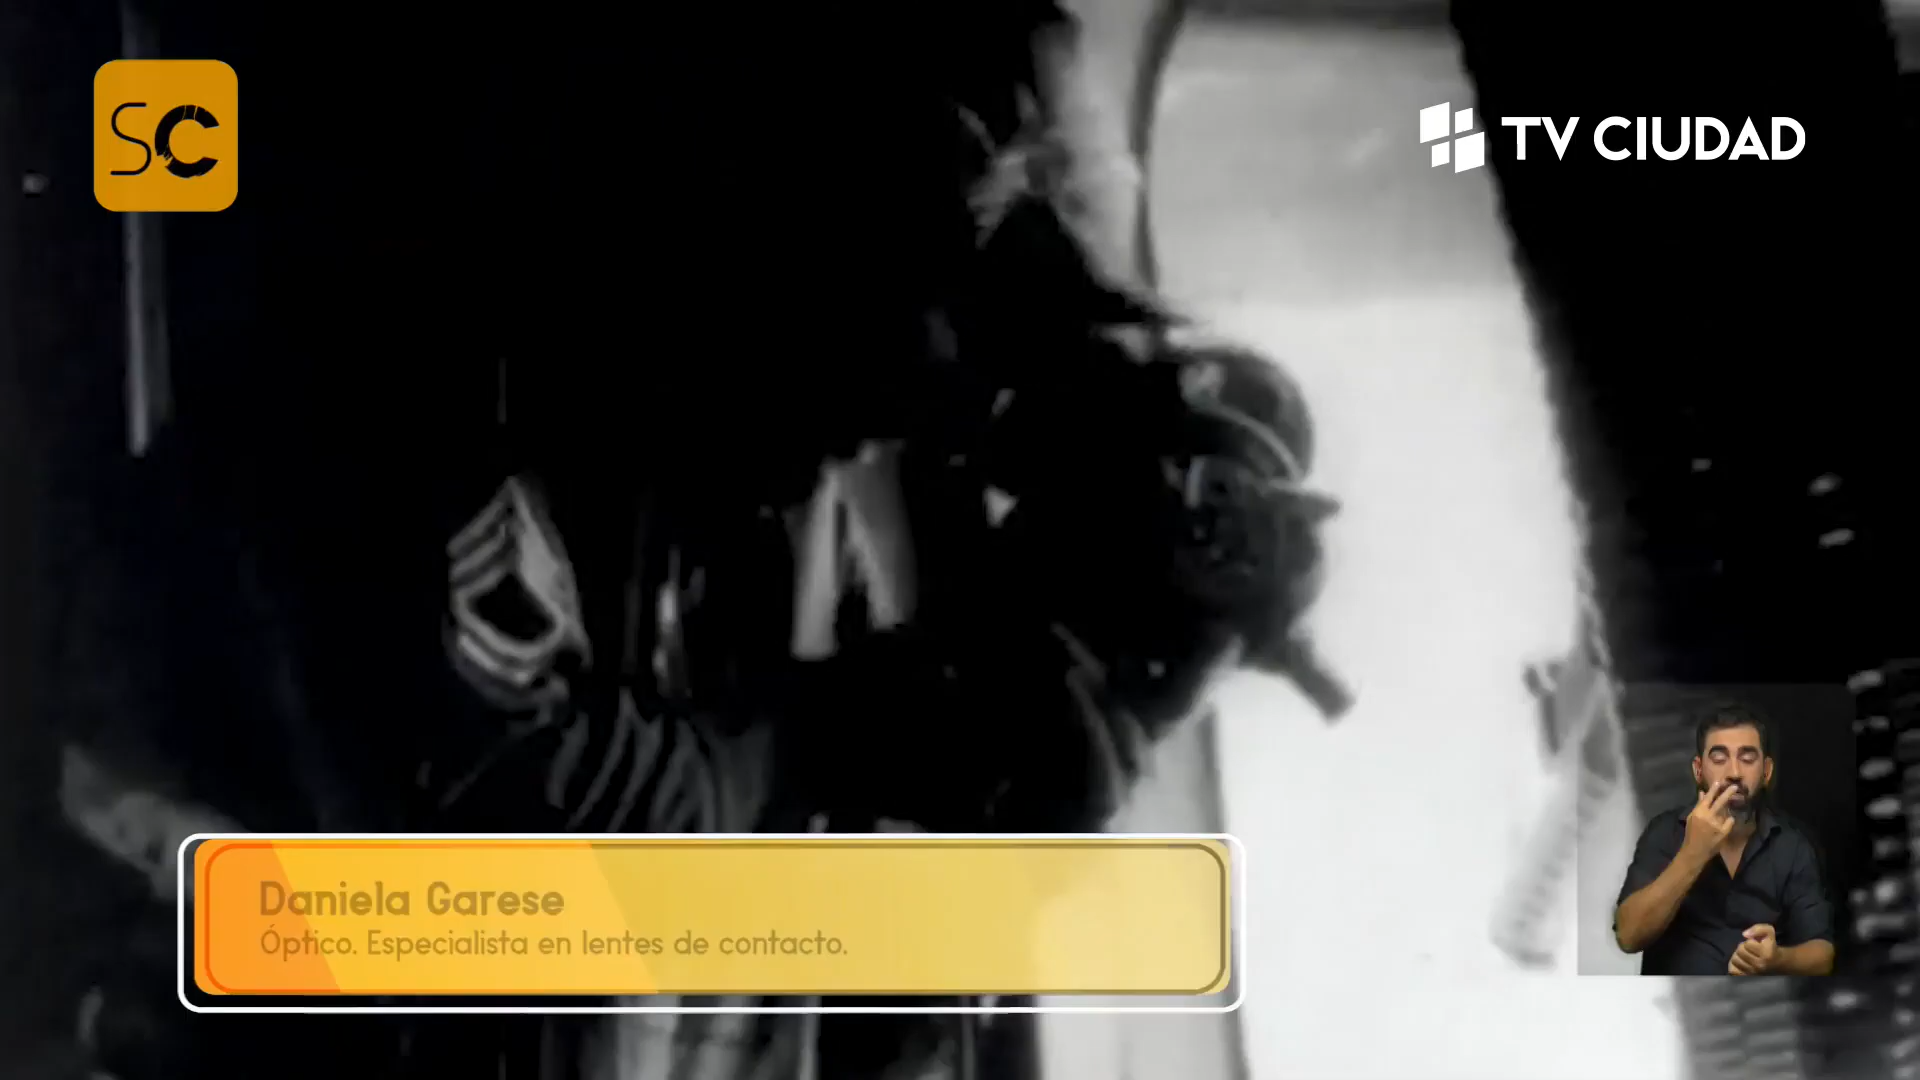 SC
TV CIUDAD
Daniela Garese
Óptico. Especialista en lentes de contacto.